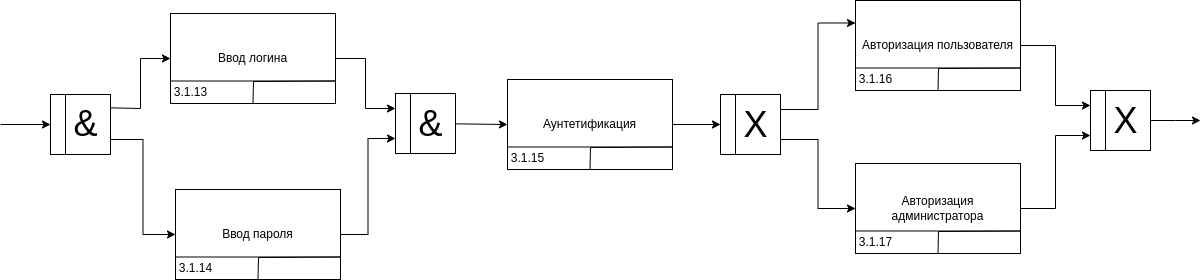 &
Ввод логина
3.1.13
Ввод пароля
3.1.14
&
Аунтетификация
3.1.15
X
Авторизация пользователя
3.1.16
Авторизация
администратора
3.1.17
X